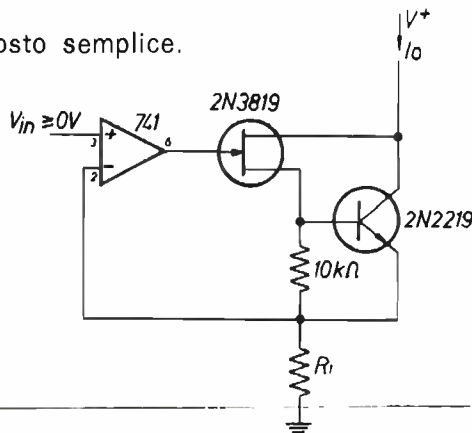 osto semplice.
V+
Io
2N3819
741
Vin ≥0V
+
3
6
2
−
2N2219
10kΩ
R1